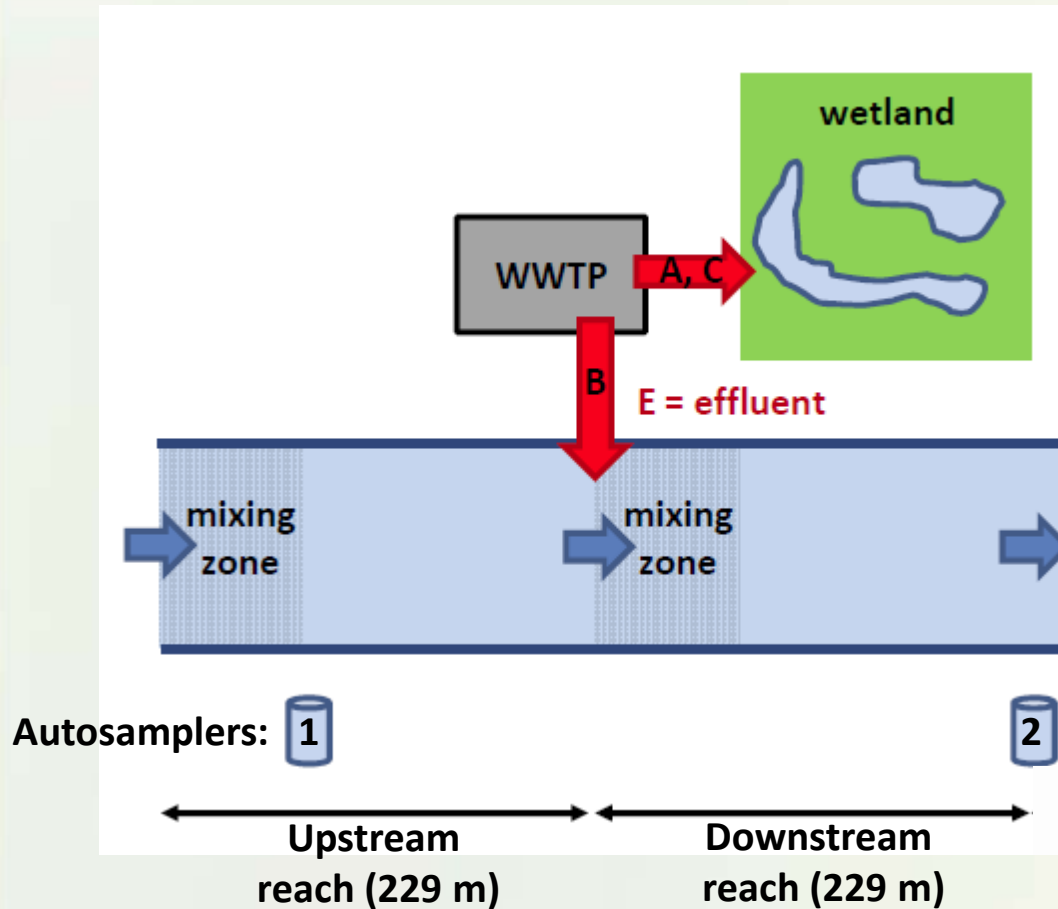 wetland
WWTP
A, C
B
E = effluent
mixing
zone
mixing
zone
Autosamplers:
1
2
Upstream
reach (229 m)
Downstream
reach (229 m)